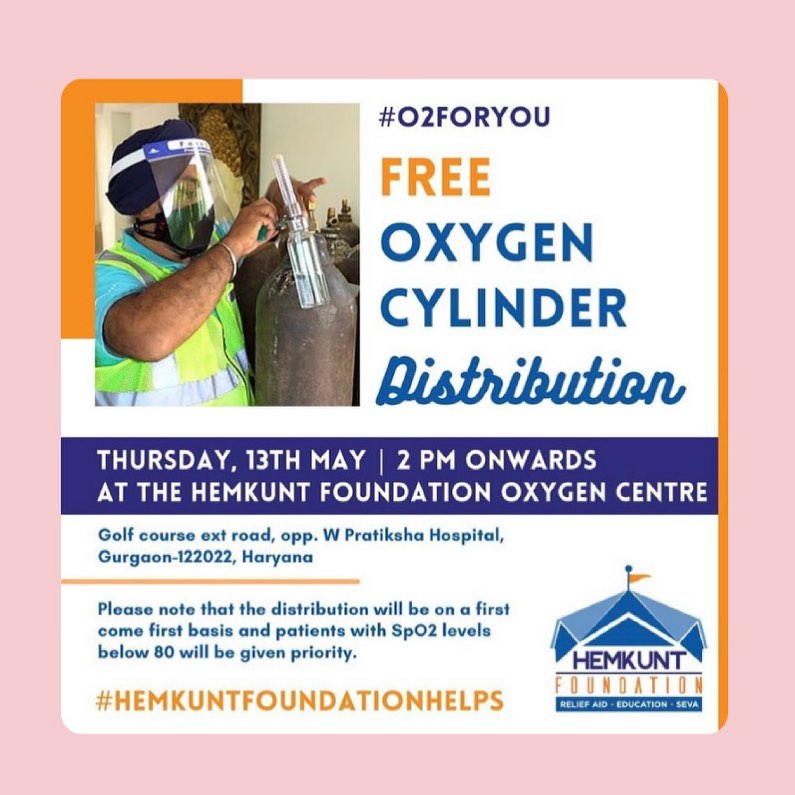 #O2FORYOU
FREE
OXYGEN
CYLINDER
Distribution
THURSDAY, 13TH MAY | 2 PM ONWARDS
AT THE HEMKUNT FOUNDATION OXYGEN CENTRE
Golf course ext road, opp. W Pratiksha Hospital,
Gurgaon-122022, Haryana
Please note that the distribution will be on a first
come first basis and patients with SpO2 levels
below 80 will be given priority.
#HEMKUNTFOUNDATIONHELPS
HEMKUNT
FOUNDATION
RELIEF AID - EDUCATION - SEVA